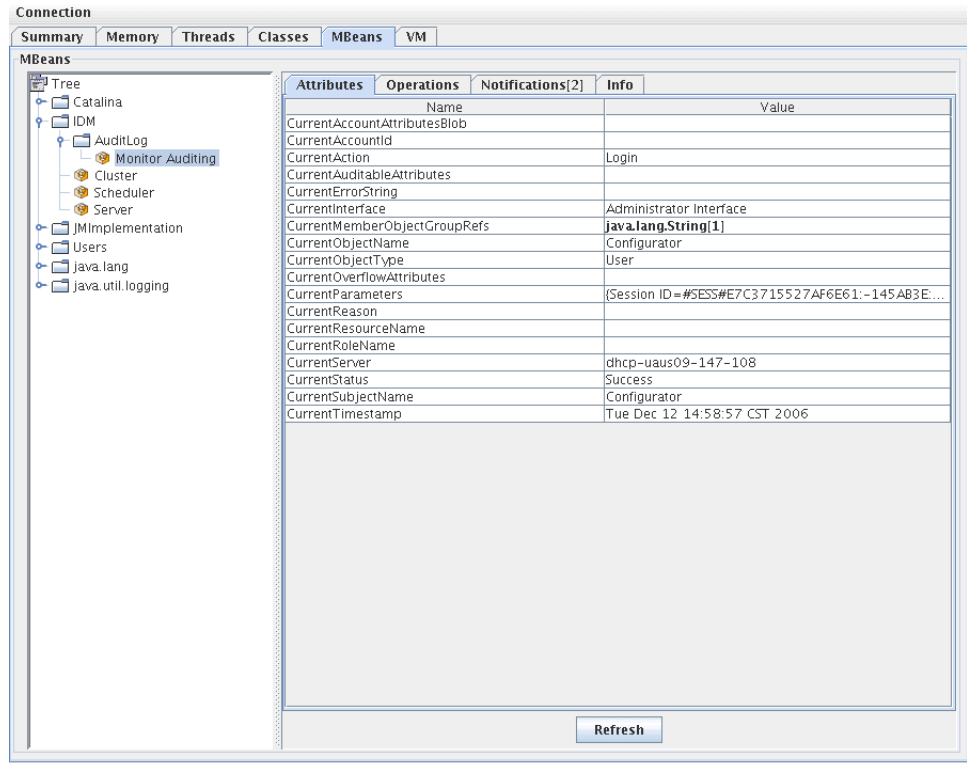 Connection
Summary Memory Threads Classes MBeans VM
MBeans
Tree
Catalina
IDM
AuditLog
Monitor Auditing
Cluster
Scheduler
Server
JMImplementation
Users
java.lang
java.util.logging
Attributes Operations Notifications[2] Info
Name Value
CurrentAccountAttributesBlob
CurrentAccountId
CurrentAction Login
CurrentAuditableAttributes
CurrentErrorString
CurrentInterface Administrator Interface
CurrentMemberObjectGroupRefs java.lang.String[1]
CurrentObjectName Configurator
CurrentObjectType User
CurrentOverflowAttributes
CurrentParameters {Session ID=#SESS#E7C3715527AF6E61:-145AB3E:...
CurrentReason
CurrentResourceName
CurrentRoleName
CurrentServer dhcp-uaus09-147-108
CurrentStatus Success
CurrentSubjectName Configurator
CurrentTimestamp Tue Dec 12 14:58:57 CST 2006
Refresh